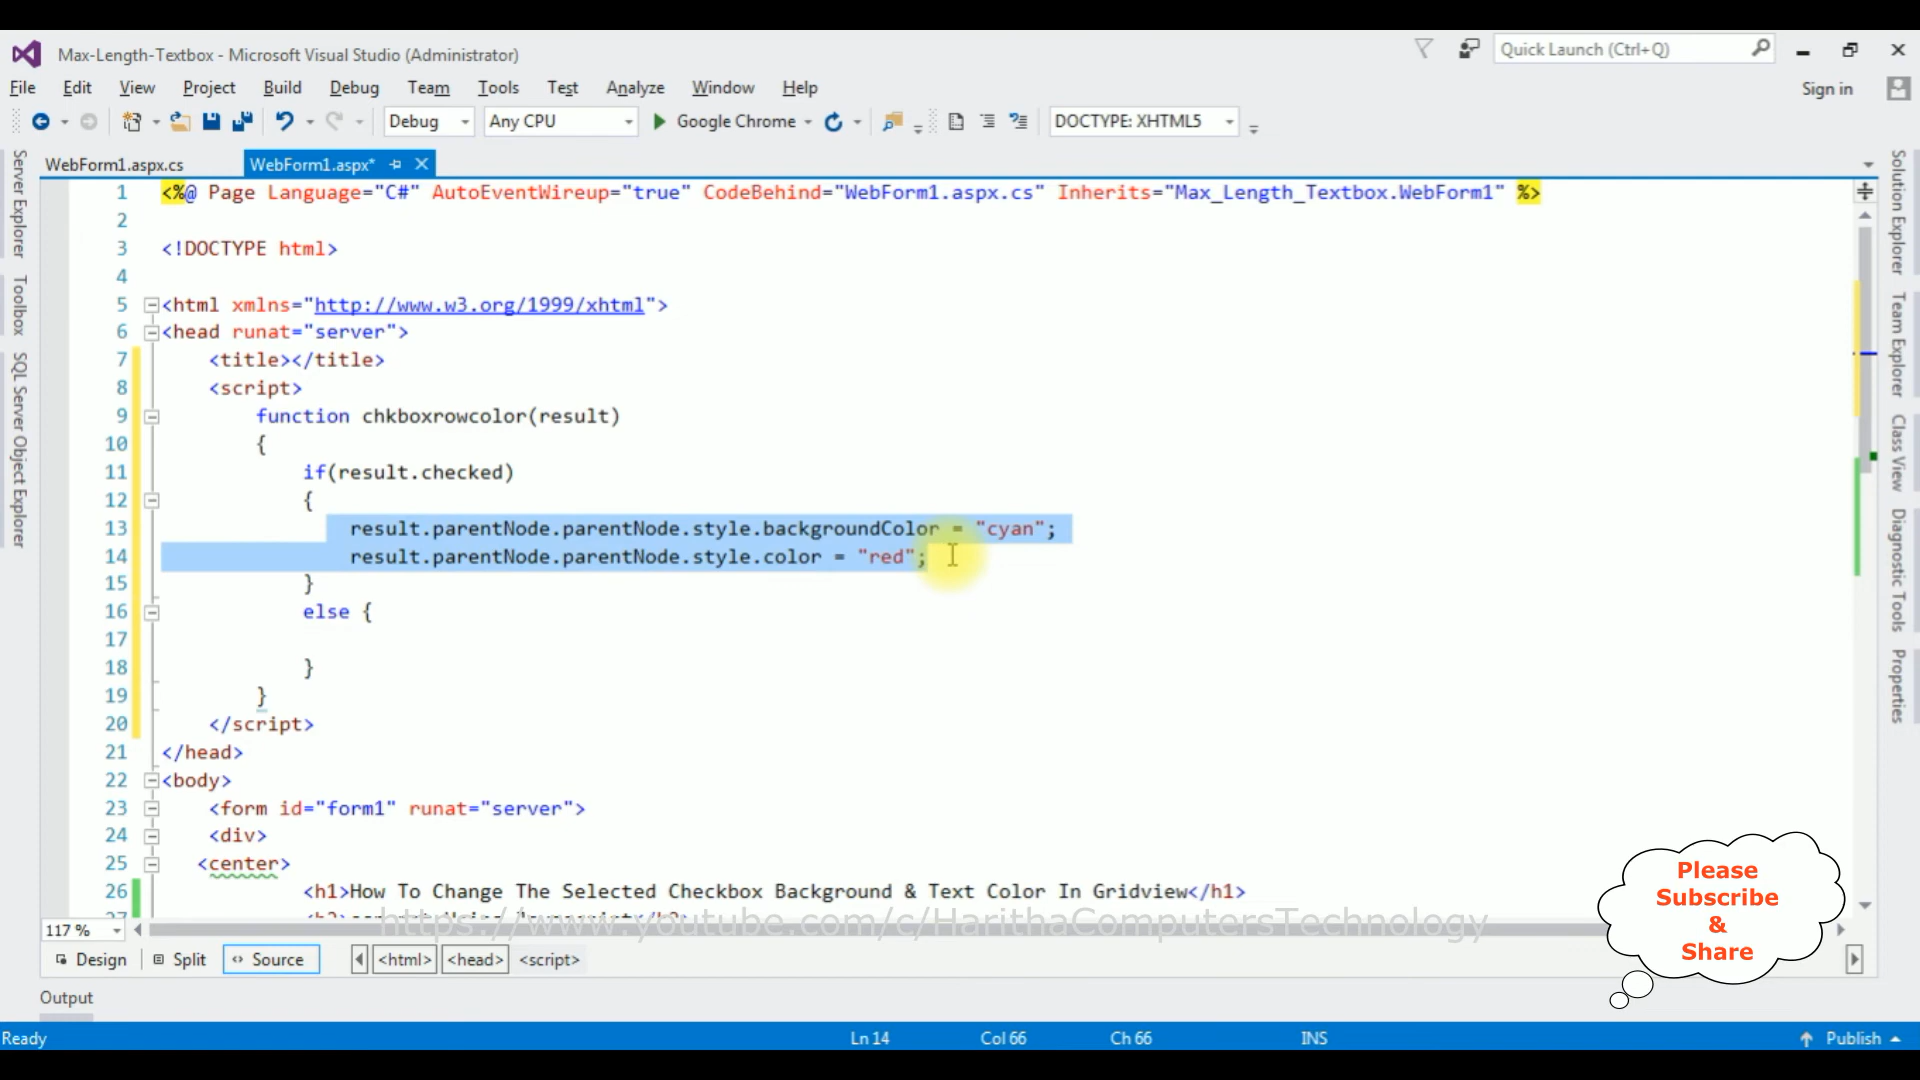 Max-Length-Textbox - Microsoft Visual Studio (Administrator)
Quick Launch (Ctrl+Q)
File Edit View Project Build Debug Team Tools Test Analyze Window Help
Sign in
Debug Any CPU Google Chrome DOCTYPE: XHTML5
WebForm1.aspx.cs WebForm1.aspx*
Server Explorer
Toolbox
SQL Server Object Explorer
1 <%@ Page Language="C#" AutoEventWireup="true" CodeBehind="WebForm1.aspx.cs" Inherits="Max_Length_Textbox.WebForm1" %>
2
3 <!DOCTYPE html>
4
5 <html xmlns="http://www.w3.org/1999/xhtml">
6 <head runat="server">
7 <title></title>
8 <script>
9 function chkboxrowcolor(result)
10 {
11 if(result.checked)
12 {
13 result.parentNode.parentNode.style.backgroundColor = "cyan";
14 result.parentNode.parentNode.style.color = "red";
15 }
16 else {
17
18 }
19 }
20 </script>
21 </head>
22 <body>
23 <form id="form1" runat="server">
24 <div>
25 <center>
26 <h1>How To Change The Selected Checkbox Background & Text Color In Gridview</h1>
https://www.youtube.com/c/HarithaComputersTechnology
Solution Explorer
Team Explorer
Class View
Diagnostic Tools
Properties
Please
Subscribe
&
Share
117 %
Design Split Source <html> <head> <script>
Output
Ready Ln 14 Col 66 Ch 66 INS Publish